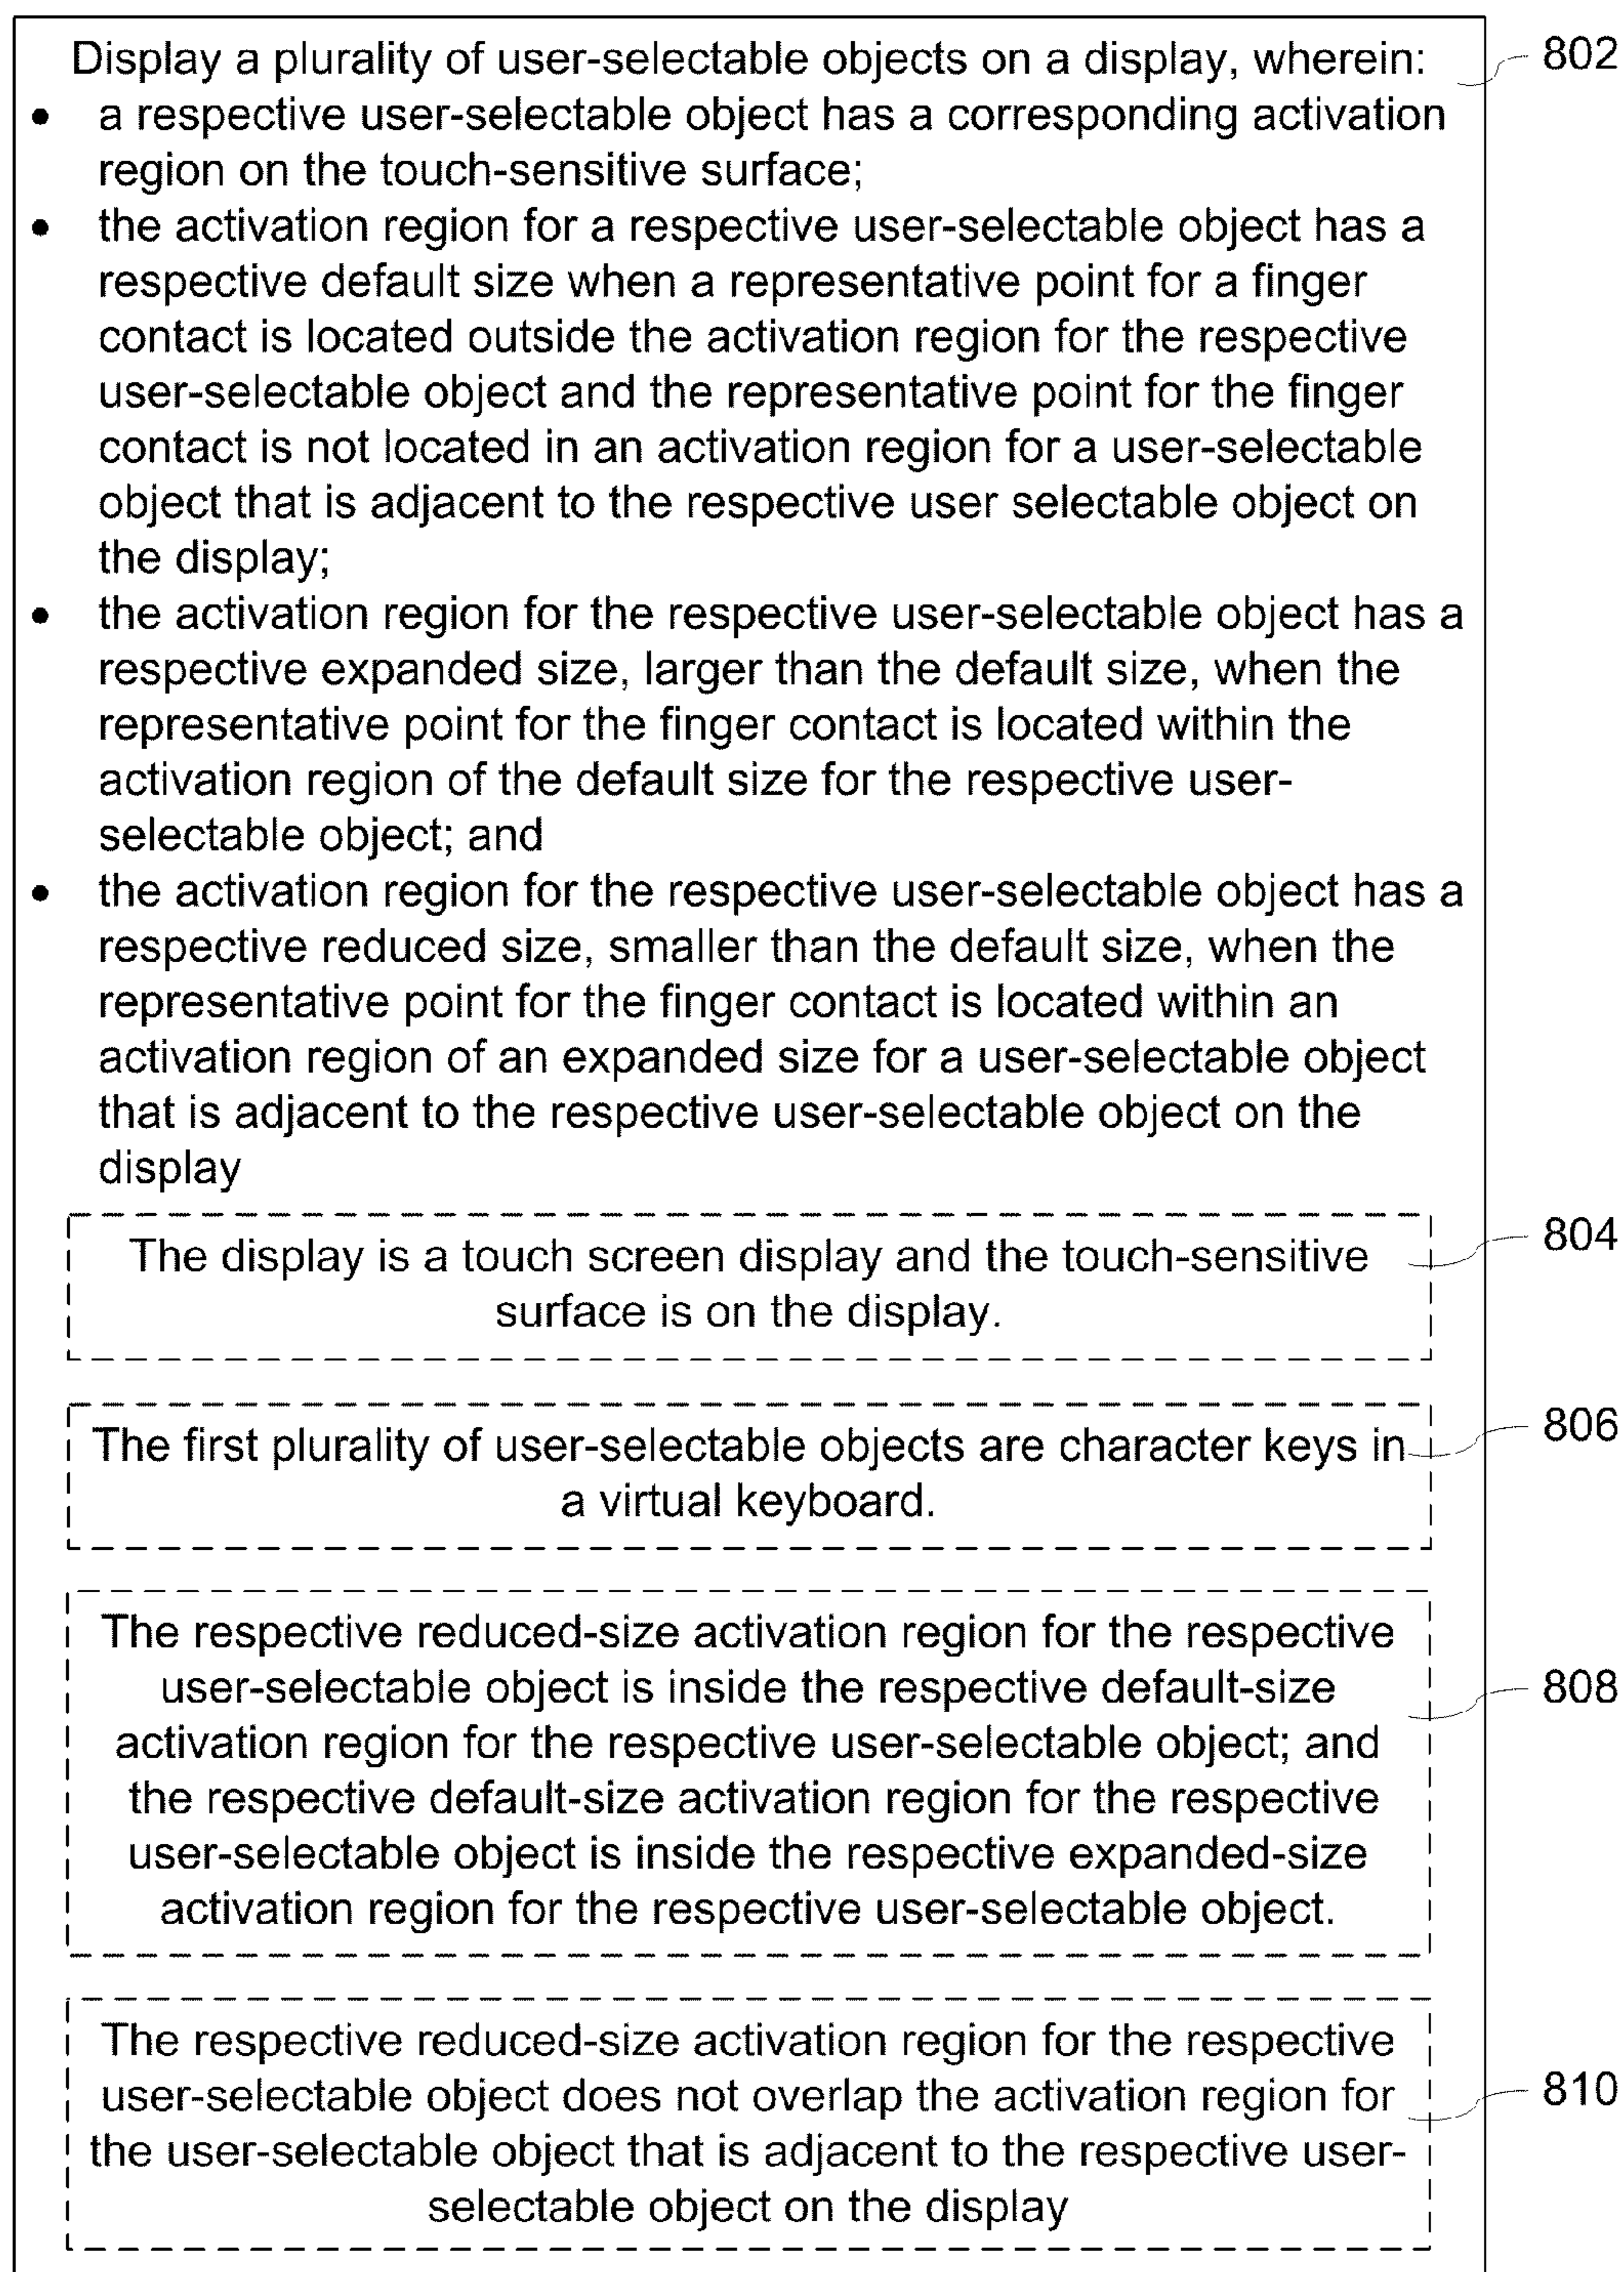 Display a plurality of user-selectable objects on a display, wherein:
802
• a respective user-selectable object has a corresponding activation
region on the touch-sensitive surface;
• the activation region for a respective user-selectable object has a
respective default size when a representative point for a finger
contact is located outside the activation region for the respective
user-selectable object and the representative point for the finger
contact is not located in an activation region for a user-selectable
object that is adjacent to the respective user selectable object on
the display;
• the activation region for the respective user-selectable object has a
respective expanded size, larger than the default size, when the
representative point for the finger contact is located within the
activation region of the default size for the respective user-
selectable object; and
• the activation region for the respective user-selectable object has a
respective reduced size, smaller than the default size, when the
representative point for the finger contact is located within an
activation region of an expanded size for a user-selectable object
that is adjacent to the respective user-selectable object on the
display
The display is a touch screen display and the touch-sensitive
surface is on the display.
804
The first plurality of user-selectable objects are character keys in
a virtual keyboard.
806
The respective reduced-size activation region for the respective
user-selectable object is inside the respective default-size
activation region for the respective user-selectable object; and
the respective default-size activation region for the respective
user-selectable object is inside the respective expanded-size
activation region for the respective user-selectable object.
808
The respective reduced-size activation region for the respective
user-selectable object does not overlap the activation region for
the user-selectable object that is adjacent to the respective user-
selectable object on the display
810